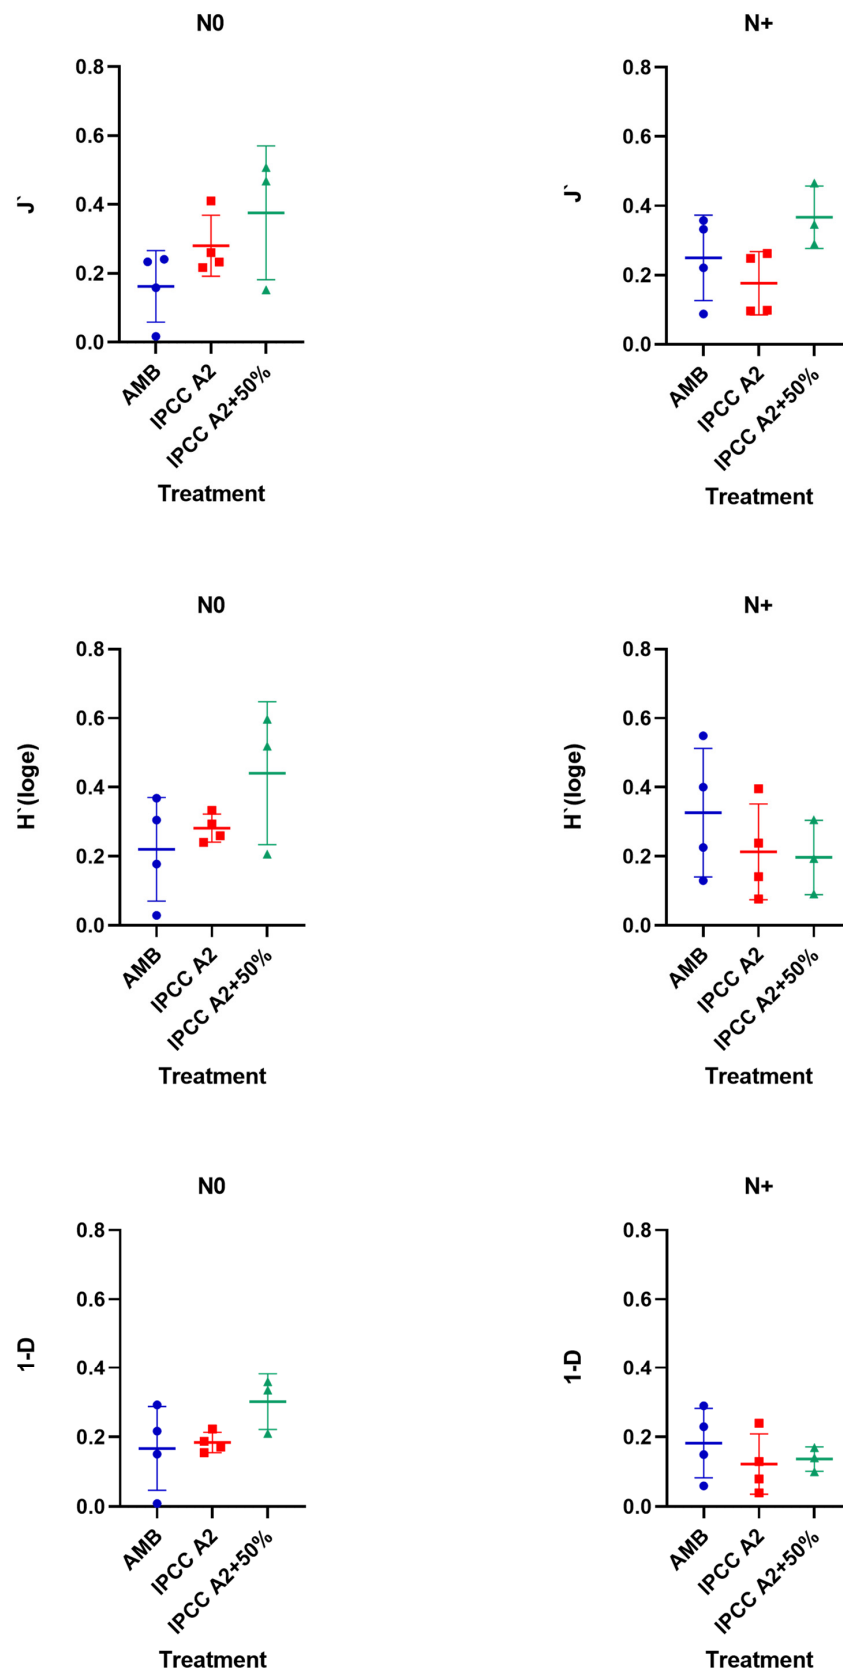 N0
J`
0.8
0.6
0.4
0.2
0.0
AMB
IPCC A2
IPCC A2+50%
Treatment
N+
J`
0.8
0.6
0.4
0.2
0.0
AMB
IPCC A2
IPCC A2+50%
Treatment
N0
H`(loge)
0.8
0.6
0.4
0.2
0.0
AMB
IPCC A2
IPCC A2+50%
Treatment
N+
H`(loge)
0.8
0.6
0.4
0.2
0.0
AMB
IPCC A2
IPCC A2+50%
Treatment
N0
1-D
0.8
0.6
0.4
0.2
0.0
AMB
IPCC A2
IPCC A2+50%
Treatment
N+
1-D
0.8
0.6
0.4
0.2
0.0
AMB
IPCC A2
IPCC A2+50%
Treatment